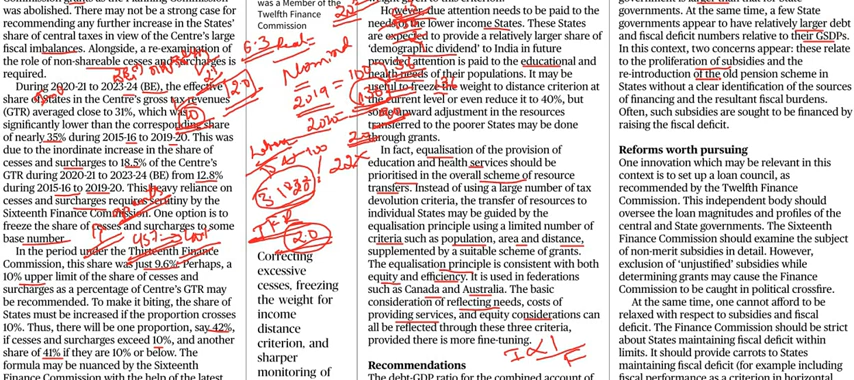 was abolished. There may not be a strong case for
recommending any further increase in the States'
share of central taxes in view of the Centre's large
fiscal imbalances. Alongside, a re-examination of
the role of non-shareable cesses and surcharges is
required.
During 2020-21 to 2023-24 (BE), the effective
share of States in the Centre's gross tax revenues
(GTR) averaged close to 31%, which was
significantly lower than the corresponding share
of nearly 35% during 2015-16 to 2019-20. This was
due to the inordinate increase in the share of
cesses and surcharges to 18.5% of the Centre's
GTR during 2020-21 to 2023-24 (BE) from 12.8%
during 2015-16 to 2019-20. This heavy reliance on
cesses and surcharges requires scrutiny by the
Sixteenth Finance Commission. One option is to
freeze the share of cesses and surcharges to some
base number.
In the period under the Thirteenth Finance
Commission, this share was just 9.6%. Perhaps, a
10% upper limit of the share of cesses and
surcharges as a percentage of Centre's GTR may
be recommended. To make it biting, the share of
States must be increased if the proportion crosses
10%. Thus, there will be one proportion, say 42%,
if cesses and surcharges exceed 10%, and another
share of 41% if they are 10% or below. The
formula may be nuanced by the Sixteenth
Finance Commission with the help of the latest
was a Member of the
Twelfth Finance
Commission
6.3
Nominal
2019 = 100
2.0
Correcting
excessive
cesses, freezing
the weight for
income
distance
criterion, and
sharper
monitoring of
However, due attention needs to be paid to the
needs of the lower income States. These States
are expected to provide a relatively larger share of
'demographic dividend' to India in future
provided attention is paid to the educational and
health needs of their populations. It may be
useful to freeze the weight to distance criterion at
the current level or even reduce it to 40%, but
some upward adjustment in the resources
transferred to the poorer States may be done
through grants.
In fact, equalisation of the provision of
education and health services should be
prioritised in the overall scheme of resource
transfers. Instead of using a large number of tax
devolution criteria, the transfer of resources to
individual States may be guided by the
equalisation principle using a limited number of
criteria such as population, area and distance,
supplemented by a suitable scheme of grants.
The equalisation principle is consistent with both
equity and efficiency. It is used in federations
such as Canada and Australia. The basic
consideration of reflecting needs, costs of
providing services, and equity considerations can
all be reflected through these three criteria,
provided there is more fine-tuning.
Recommendations
The debt-GDP ratio for the combined account of
governments. At the same time, a few State
governments appear to have relatively larger debt
and fiscal deficit numbers relative to their GSDPs.
In this context, two concerns appear: these relate
to the proliferation of subsidies and the
re-introduction of the old pension scheme in
States without a clear identification of the sources
of financing and the resultant fiscal burdens.
Often, such subsidies are sought to be financed by
raising the fiscal deficit.
Reforms worth pursuing
One innovation which may be relevant in this
context is to set up a loan council, as
recommended by the Twelfth Finance
Commission. This independent body should
oversee the loan magnitudes and profiles of the
central and State governments. The Sixteenth
Finance Commission should examine the subject
of non-merit subsidies in detail. However,
exclusion of 'unjustified' subsidies while
determining grants may cause the Finance
Commission to be caught in political crossfire.
At the same time, one cannot afford to be
relaxed with respect to subsidies and fiscal
deficit. The Finance Commission should be strict
about States maintaining fiscal deficit within
limits. It should provide carrots to States
maintaining fiscal deficit (for example including
fiscal performance as a criterion in horizontal